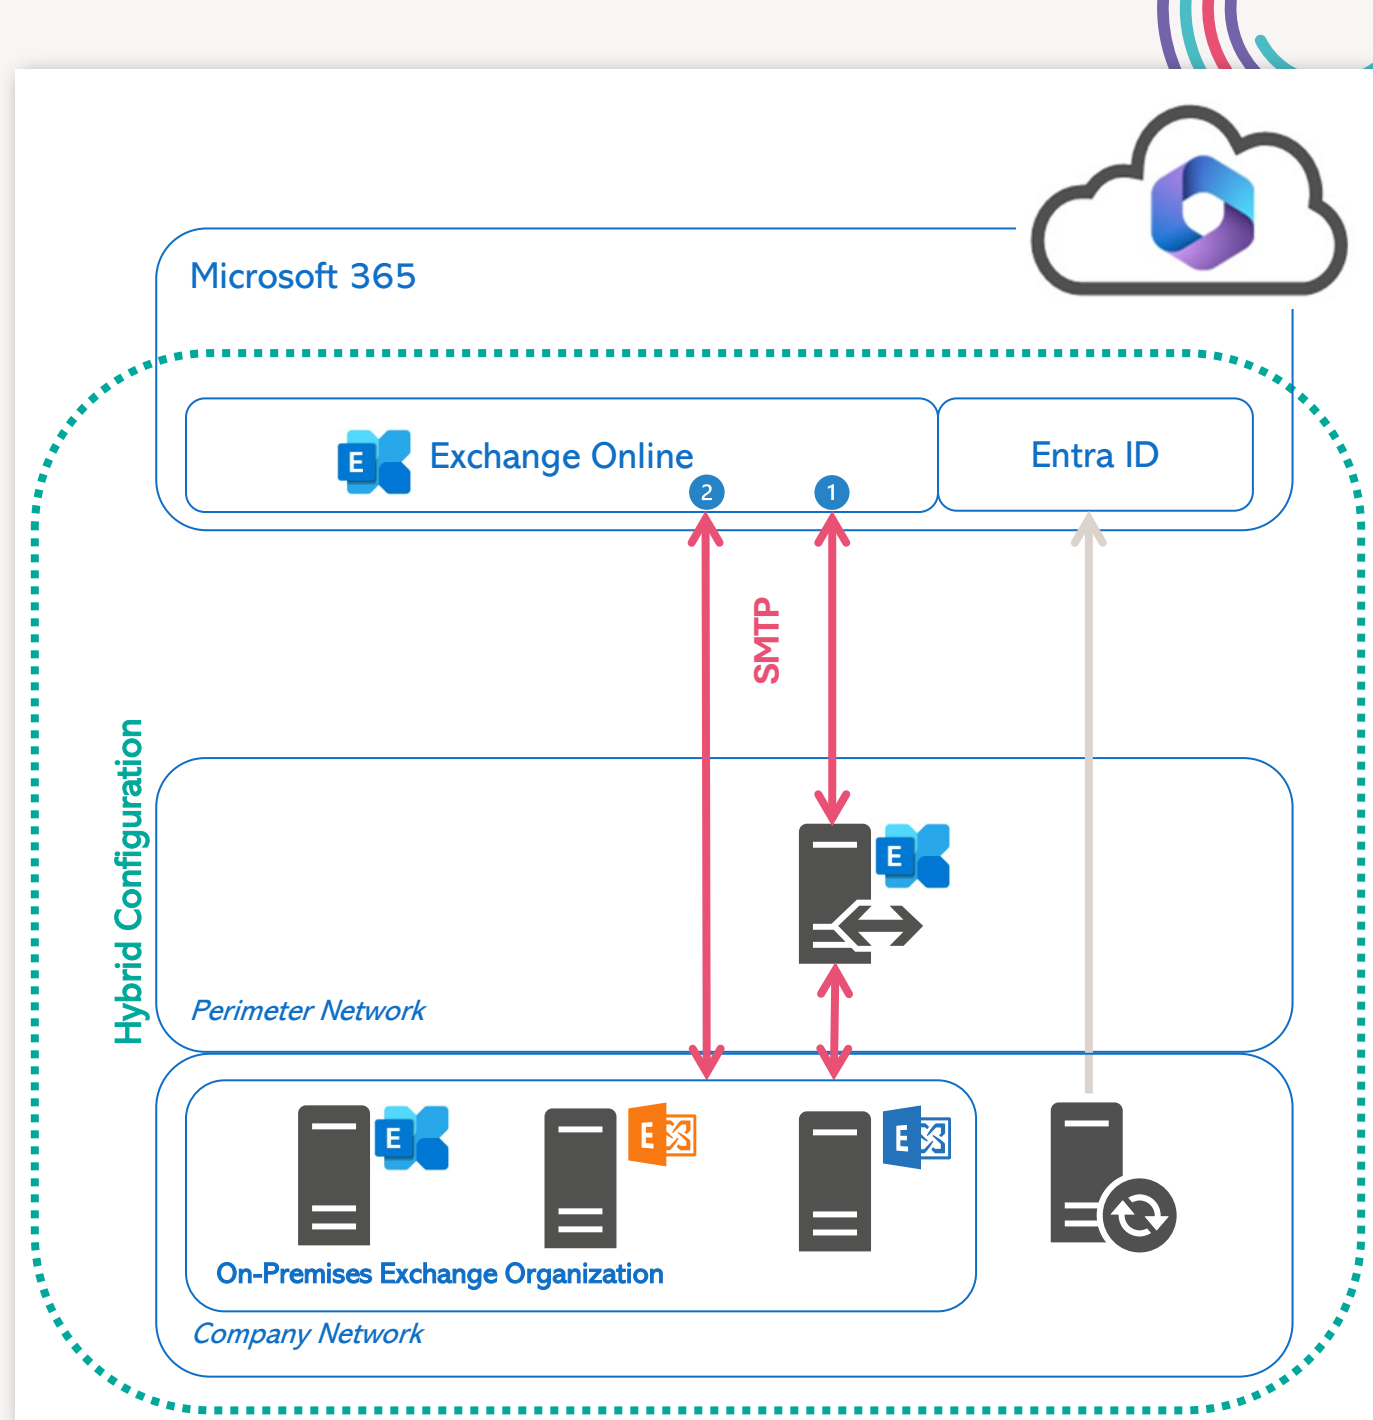 Microsoft 365
E Exchange Online
Entra ID
2
1
SMTP
Hybrid Configuration
E
Perimeter Network
E
E
E
On-Premises Exchange Organization
Company Network